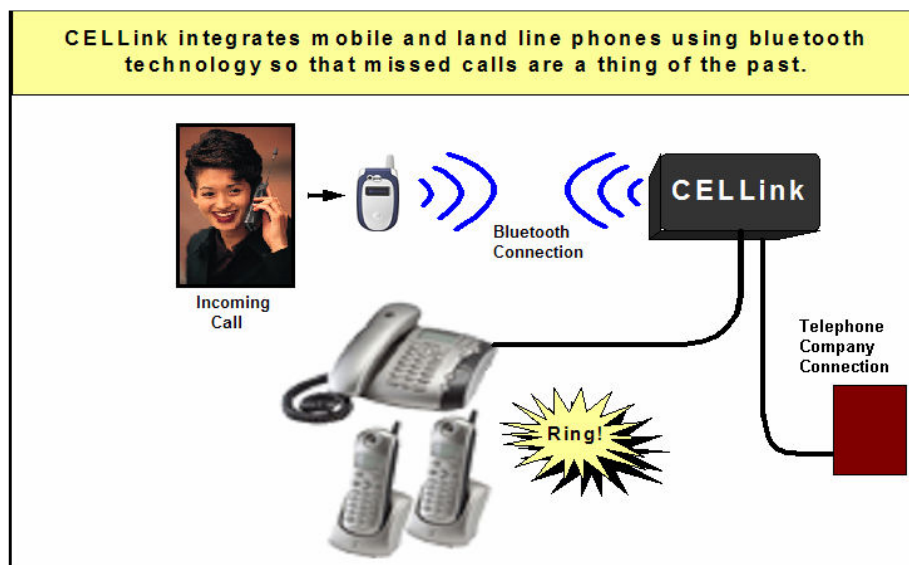 CELLink integrates mobile and land line phones using bluetooth
technology so that missed calls are a thing of the past.
CELLink
Bluetooth
Connection
Incoming
Call
Telephone
Company
Connection
Ring!